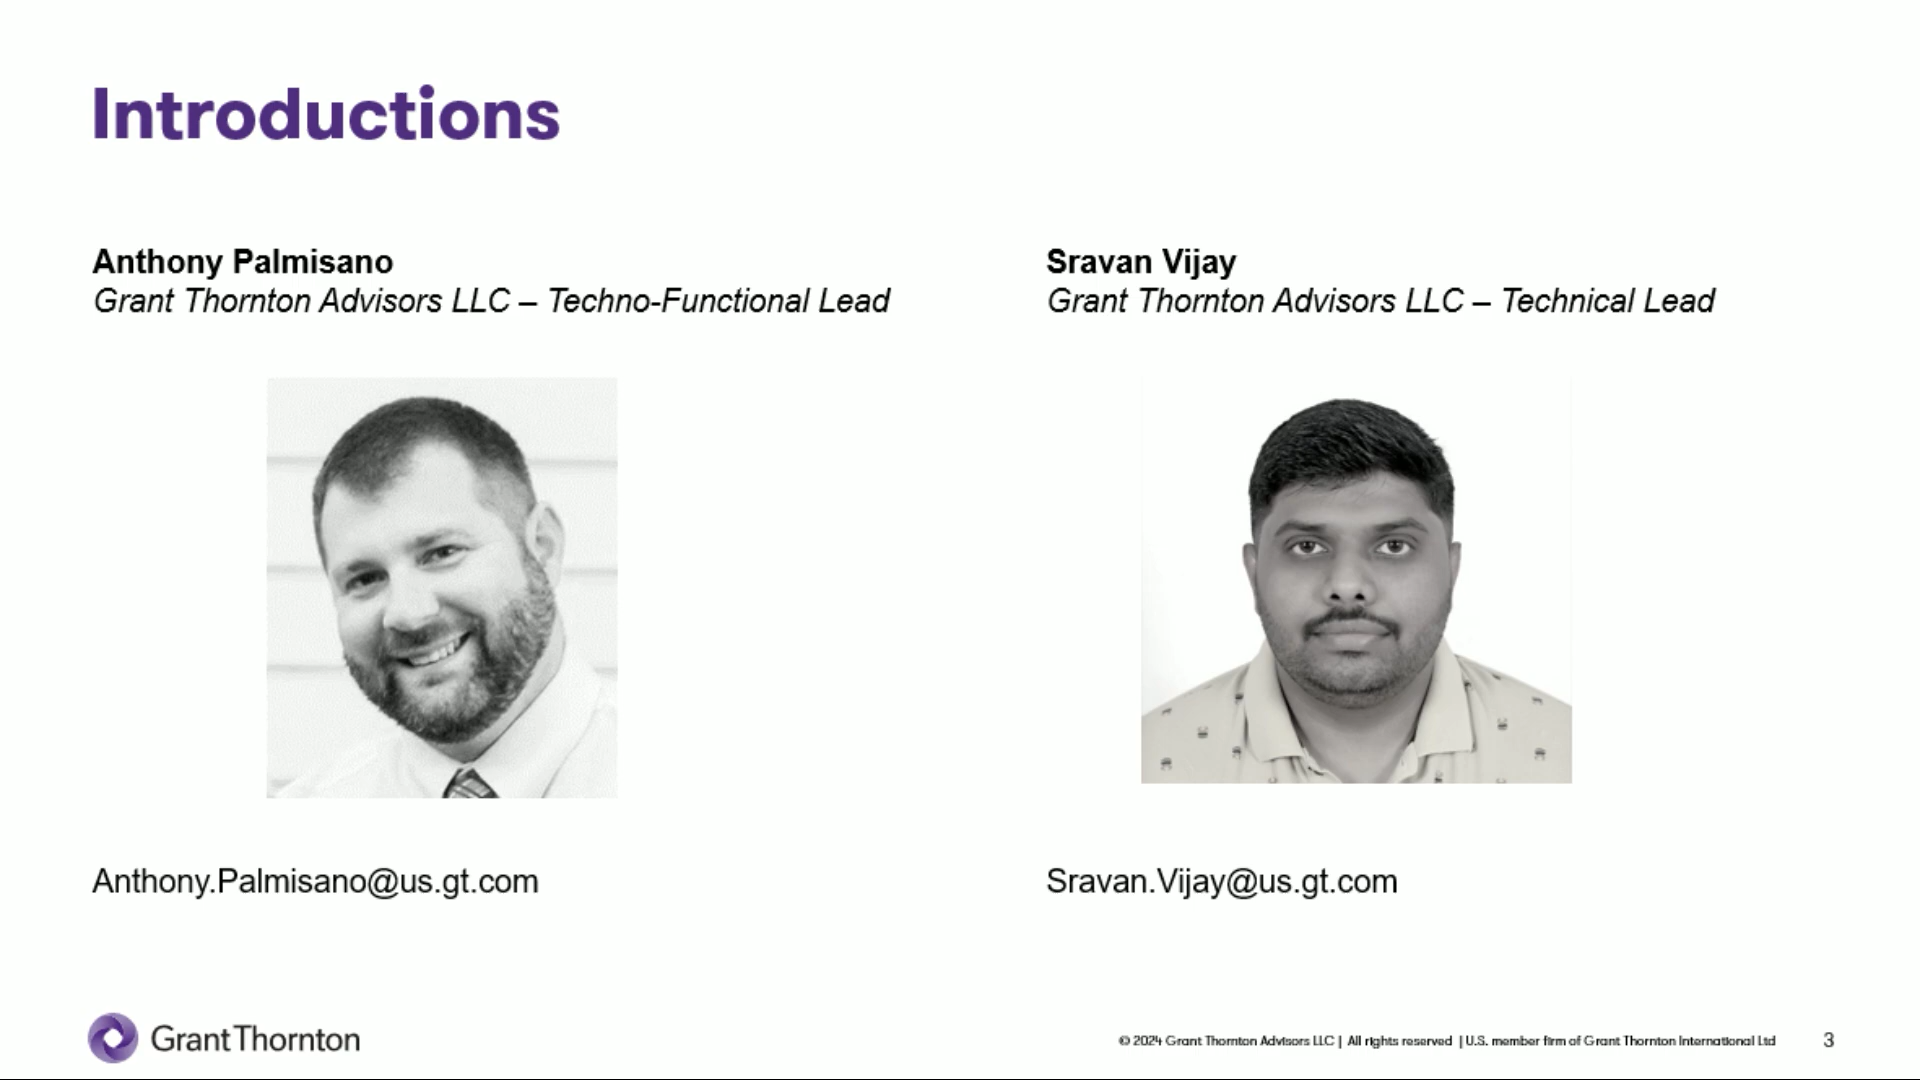 Introductions
Anthony Palmisano
Grant Thornton Advisors LLC – Techno-Functional Lead
Anthony.Palmisano@us.gt.com
Sravan Vijay
Grant Thornton Advisors LLC – Technical Lead
Sravan.Vijay@us.gt.com
Grant Thornton
© 2024 Grant Thornton Advisors LLC | All rights reserved | U.S. member firm of Grant Thornton International Ltd
3